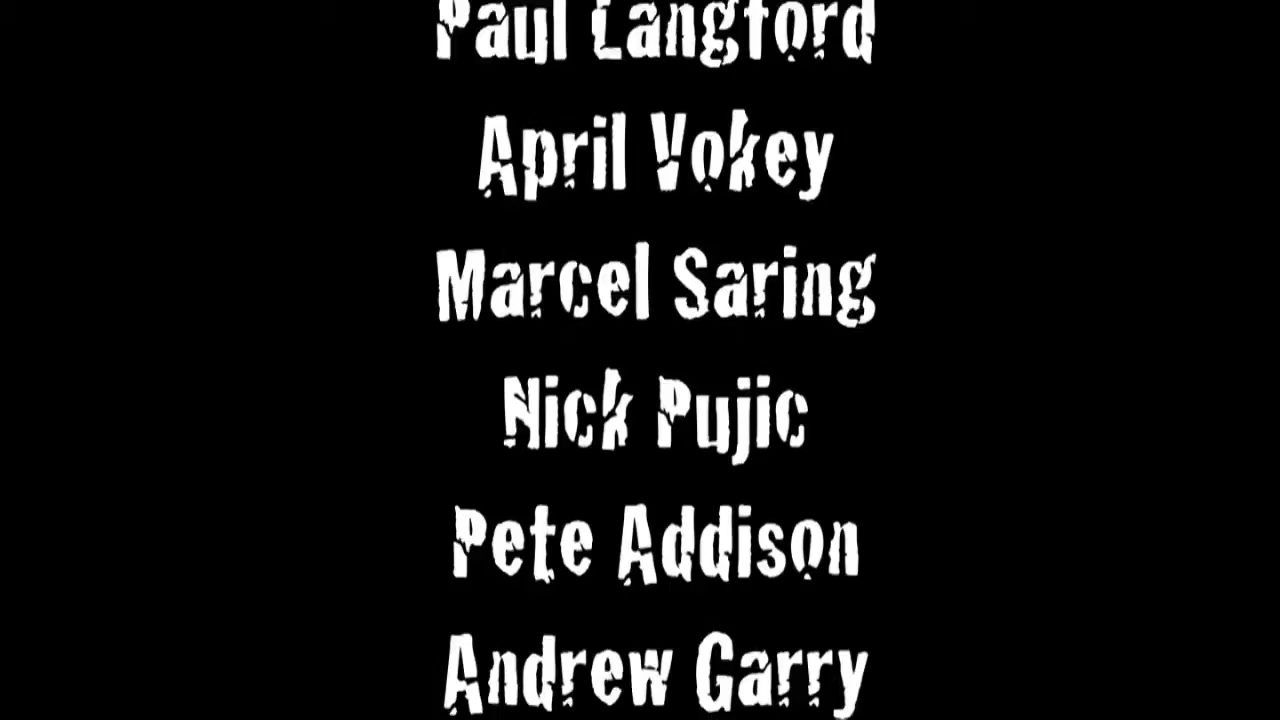 Paul Langford
April Vokey
Marcel Saring
Nick Pujic
Pete Addison
Andrew Garry